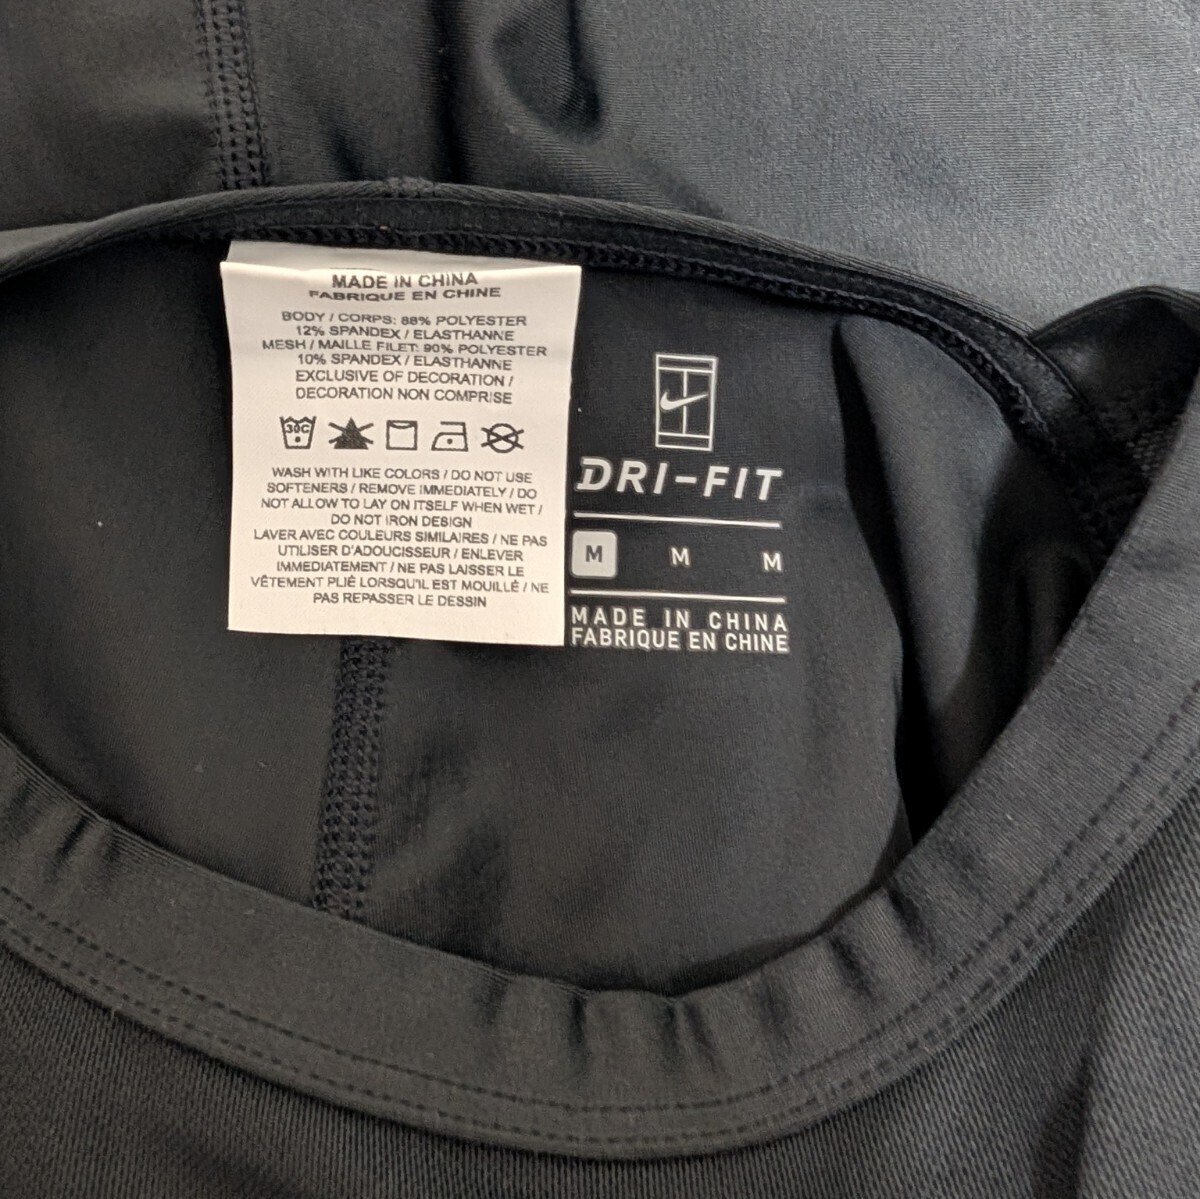 MADE IN CHINA
FABRIQUE EN CHINE
BODY / CORPS: 88% POLYESTER
12% SPANDEX / ELASTHANNE
MESH / MAILLE FILET: 90% POLYESTER
10% SPANDEX / ELASTHANNE
EXCLUSIVE OF DECORATION /
DECORATION NON COMPRISE
30C
WASH WITH LIKE COLORS / DO NOT USE
SOFTENERS / REMOVE IMMEDIATELY / DO
NOT ALLOW TO LAY ON ITSELF WHEN WET /
DO NOT IRON DESIGN
LAVER AVEC COULEURS SIMILAIRES / NE PAS
UTILISER D'ADOUCISSEUR / ENLEVER
IMMEDIATEMENT / NE PAS LAISSER LE
VÊTEMENT PLIÉ LORSQU'IL EST MOUILLÉ / NE
PAS REPASSER LE DESSIN
DRI-FIT
M M M
MADE IN CHINA
FABRIQUE EN CHINE